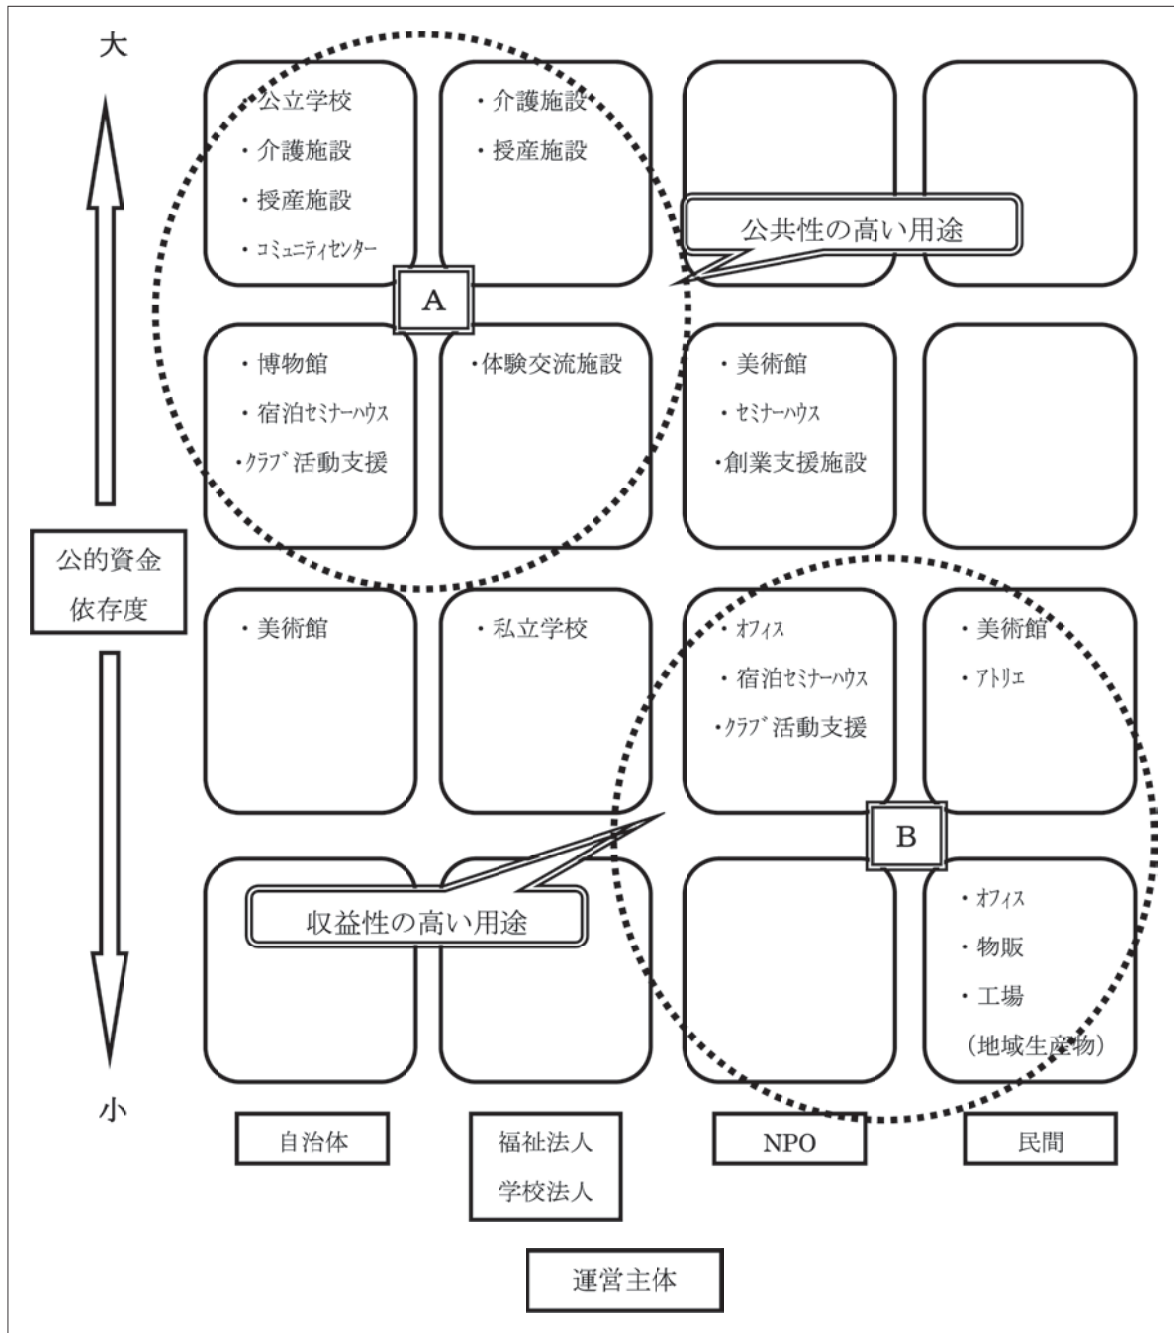 大
・公立学校
・介護施設
・授産施設
・ｺﾐｭﾆﾃｨｾﾝﾀｰ
・介護施設
・授産施設
公共性の高い用途
A
・博物館
・宿泊ｾﾐﾅｰﾊｳｽ
・ｸﾗﾌﾞ活動支援
・体験交流施設
・美術館
・ｾﾐﾅｰﾊｳｽ
・創業支援施設
公的資金
依存度
・美術館
・私立学校
・ｵﾌｨｽ
・宿泊ｾﾐﾅｰﾊｳｽ
・ｸﾗﾌﾞ活動支援
・美術館
・ｱﾄﾘｴ
B
収益性の高い用途
・ｵﾌｨｽ
・物販
・工場
（地域生産物）
小
自治体
福祉法人
学校法人
NPO
民間
運営主体